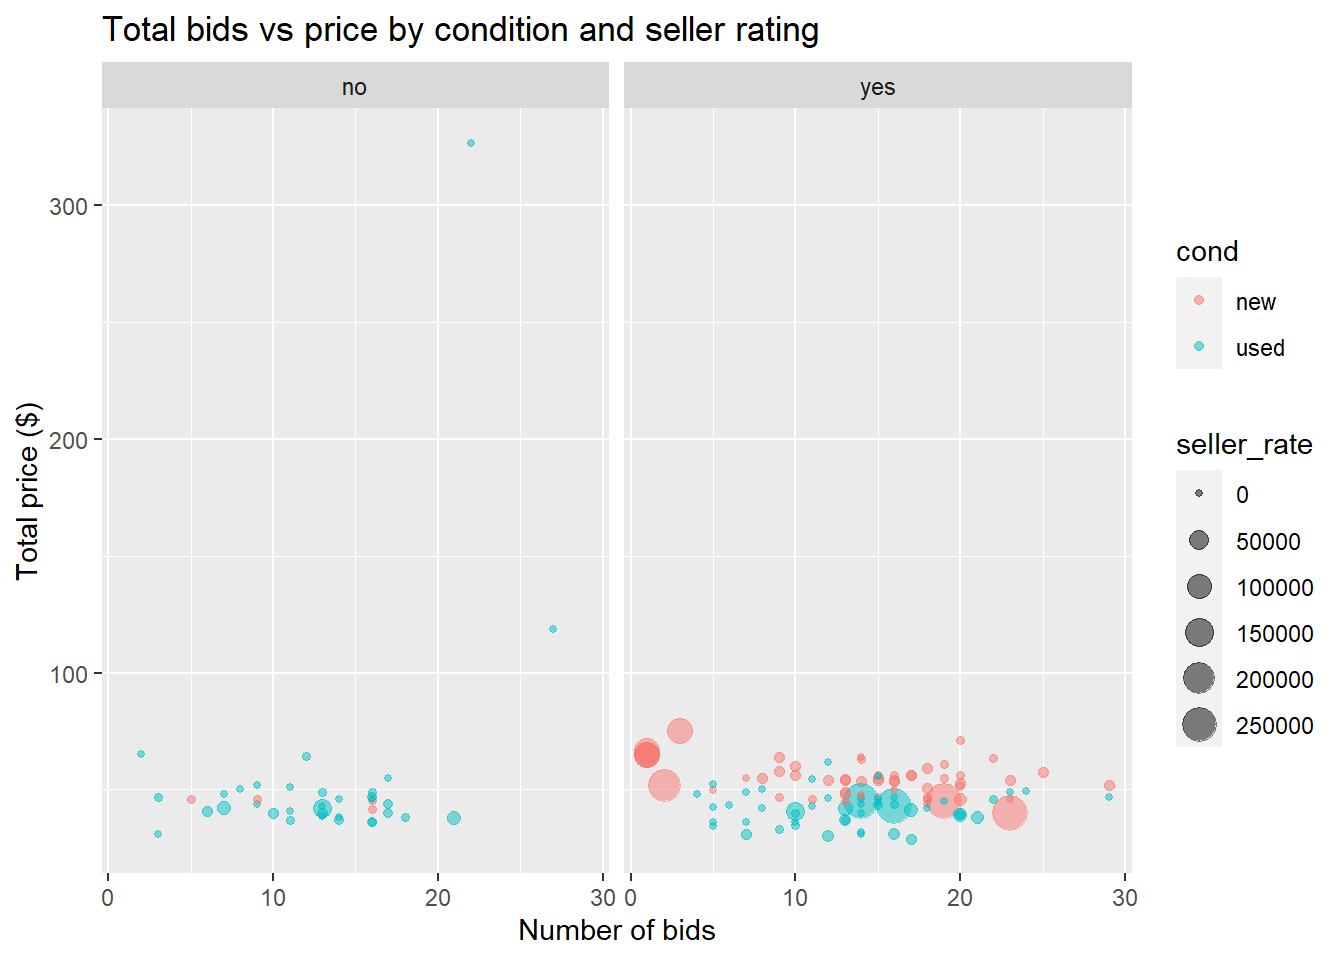 Total bids vs price by condition and seller rating
no
yes
300
200
100
Total price ($)
0
10
20
30
0
10
20
30
Number of bids
cond
new
used
seller_rate
0
50000
100000
150000
200000
250000